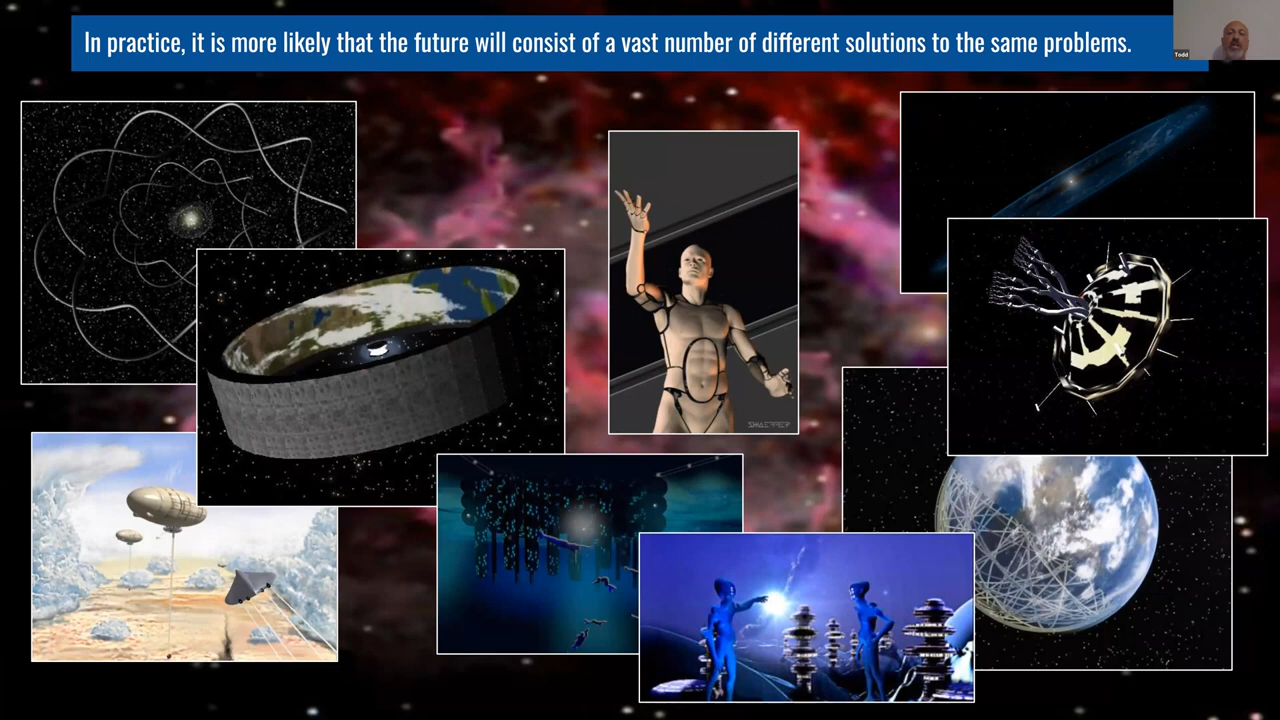 In practice, it is more likely that the future will consist of a vast number of different solutions to the same problems.
Todd